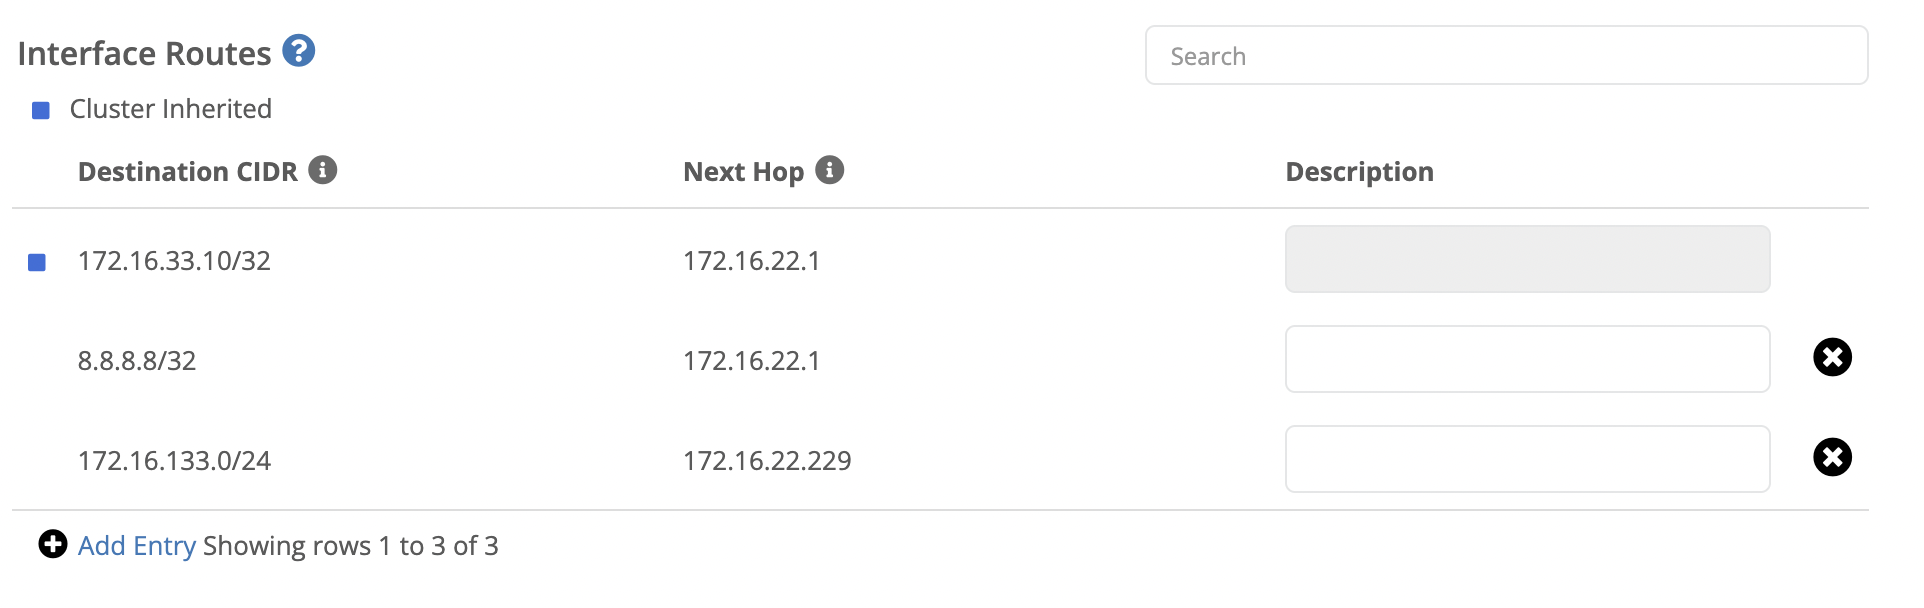 Interface Routes
Search
Cluster Inherited
Destination CIDR Next Hop Description
172.16.33.10/32 172.16.22.1
8.8.8.8/32 172.16.22.1
172.16.133.0/24 172.16.22.229
Add Entry Showing rows 1 to 3 of 3